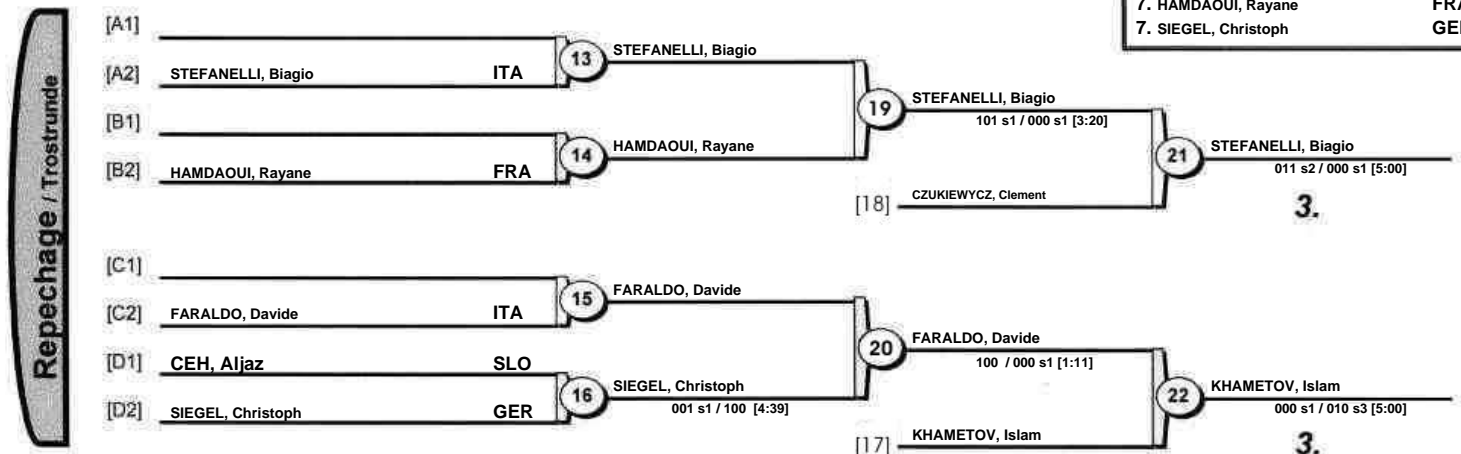 7. HAMDAOUI, Rayane FRA
7. SIEGEL, Christoph
Repechage / Trostrunde
[A1]
[A2] STEFANELLI, Biagio ITA
13 STEFANELLI, Biagio
[B1]
[B2] HAMDAOUI, Rayane FRA
14 HAMDAOUI, Rayane
19 STEFANELLI, Biagio
101 s1 / 000 s1 [3:20]
[18] CZUKIEWYCZ, Clement
21 STEFANELLI, Biagio
011 s2 / 000 s1 [5:00]
3.
[C1]
[C2] FARALDO, Davide ITA
15 FARALDO, Davide
[D1] CEH, Aljaz SLO
[D2] SIEGEL, Christoph GER
16 SIEGEL, Christoph
001 s1 / 100 [4:39]
20 FARALDO, Davide
100 / 000 s1 [1:11]
[17] KHAMETOV, Islam
22 KHAMETOV, Islam
000 s1 / 010 s3 [5:00]
3.